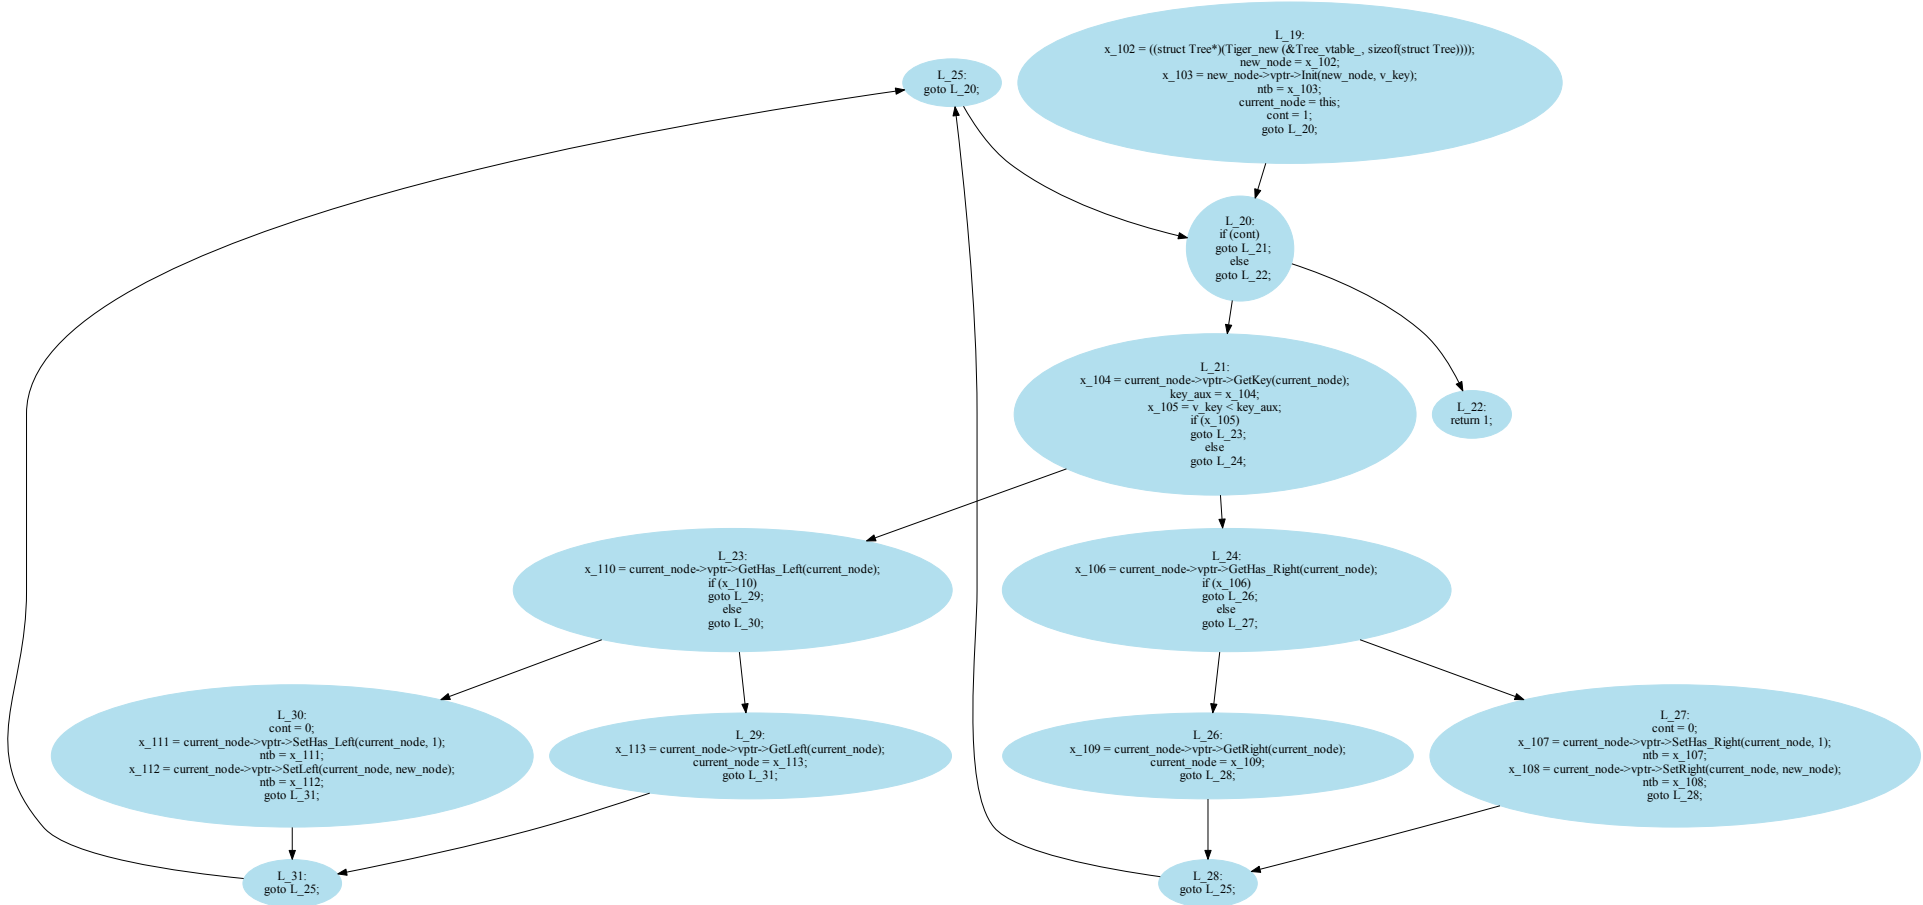 L_25:
goto L_20;
L_19:
x_102 = ((struct Tree*)(Tiger_new (&Tree_vtable_, sizeof(struct Tree))));
new_node = x_102;
x_103 = new_node->vptr->Init(new_node, v_key);
ntb = x_103;
current_node = this;
cont = 1;
goto L_20;
L_20:
if (cont)
goto L_21;
else
goto L_22;
L_21:
x_104 = current_node->vptr->GetKey(current_node);
key_aux = x_104;
x_105 = v_key < key_aux;
if (x_105)
goto L_23;
else
goto L_24;
L_22:
return 1;
L_23:
x_110 = current_node->vptr->GetHas_Left(current_node);
if (x_110)
goto L_29;
else
goto L_30;
L_24:
x_106 = current_node->vptr->GetHas_Right(current_node);
if (x_106)
goto L_26;
else
goto L_27;
L_30:
cont = 0;
x_111 = current_node->vptr->SetHas_Left(current_node, 1);
ntb = x_111;
x_112 = current_node->vptr->SetLeft(current_node, new_node);
ntb = x_112;
goto L_31;
L_29:
x_113 = current_node->vptr->GetLeft(current_node);
current_node = x_113;
goto L_31;
L_26:
x_109 = current_node->vptr->GetRight(current_node);
current_node = x_109;
goto L_28;
L_27:
cont = 0;
x_107 = current_node->vptr->SetHas_Right(current_node, 1);
ntb = x_107;
x_108 = current_node->vptr->SetRight(current_node, new_node);
ntb = x_108;
goto L_28;
L_31:
goto L_25;
L_28:
goto L_25;